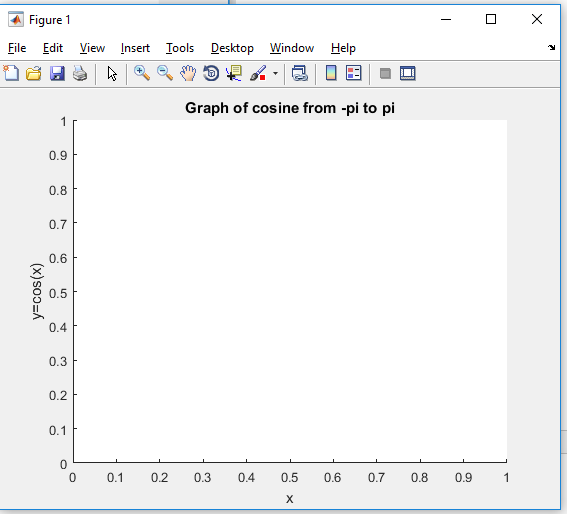 Figure 1
File Edit View Insert Tools Desktop Window Help
Graph of cosine from -pi to pi
1
0.9
0.8
0.7
0.6
0.5
0.4
0.3
0.2
0.1
0
y=cos(x)
0 0.1 0.2 0.3 0.4 0.5 0.6 0.7 0.8 0.9 1
x